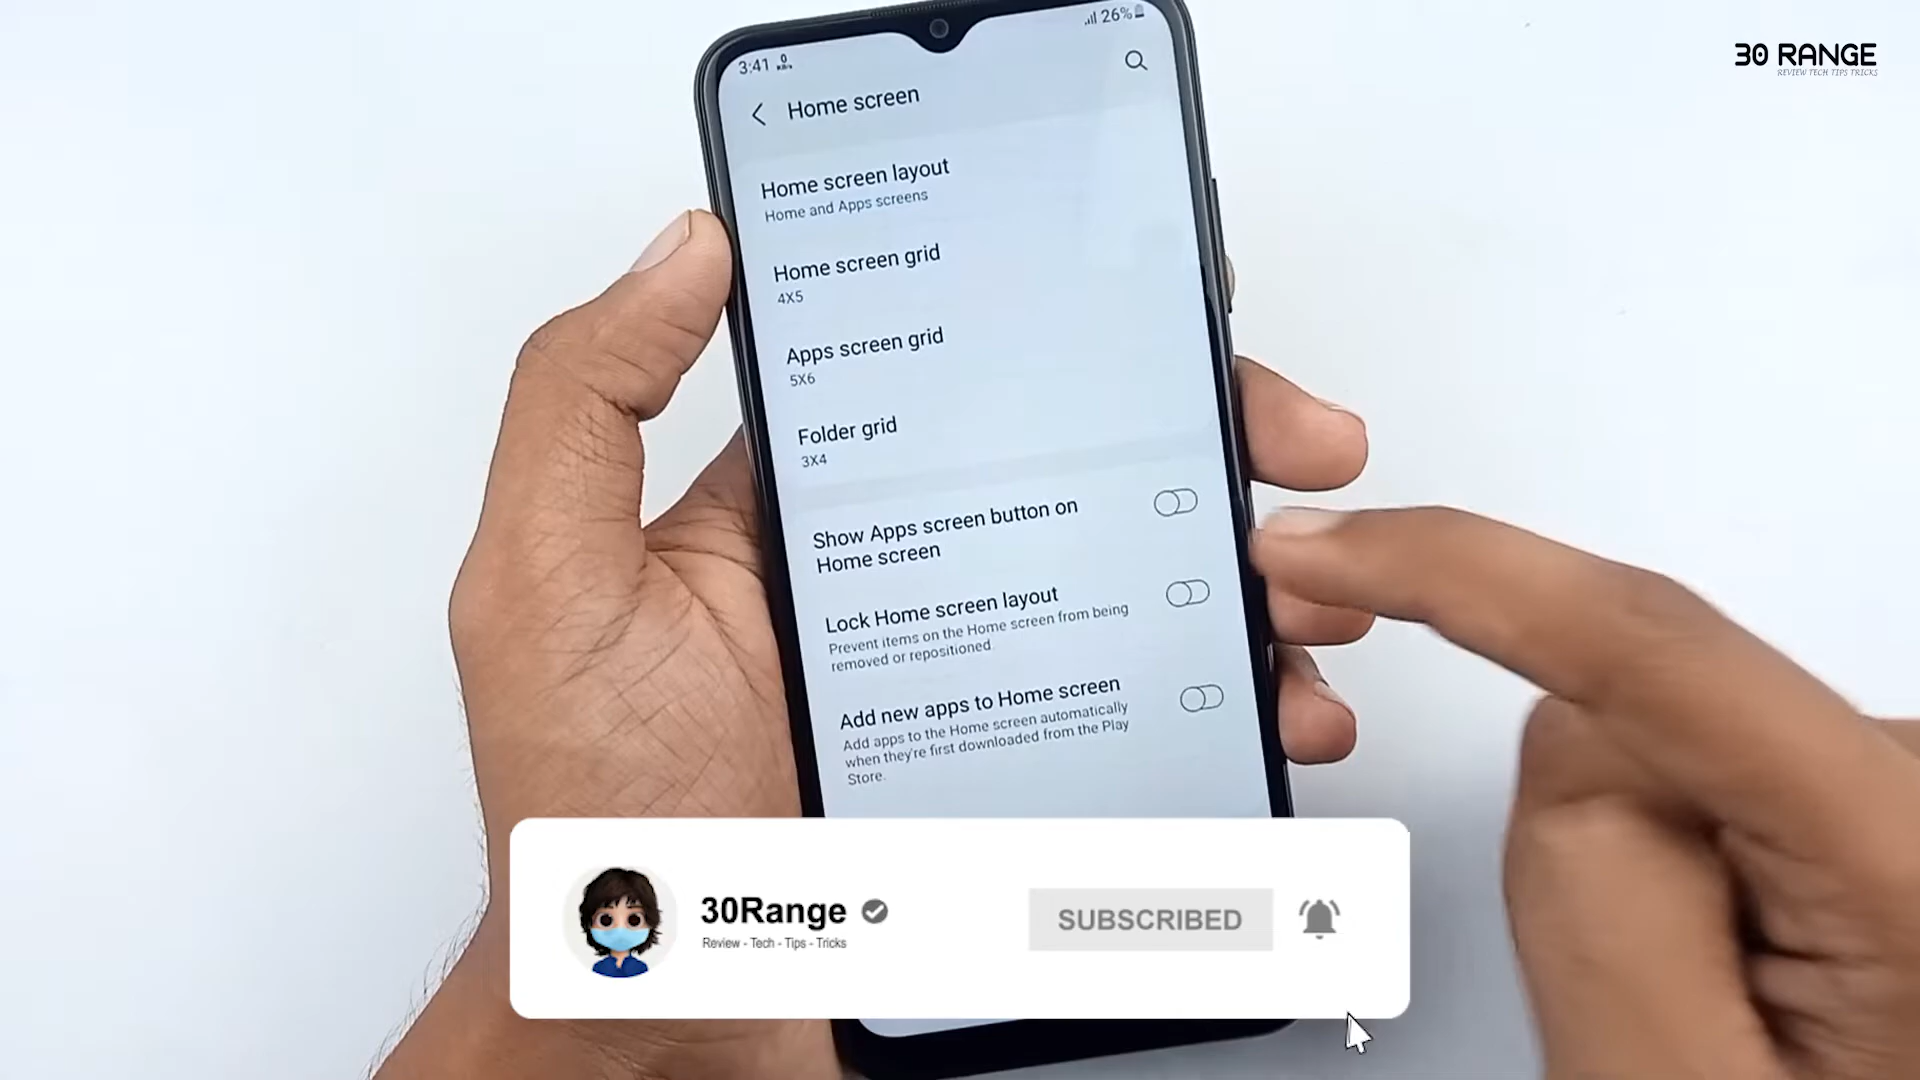 30 RANGE
REVIEW TECH TIPS TRICKS
3:41
26%
Home screen
Home screen layout
Home and Apps screens
Home screen grid
4X5
Apps screen grid
5X6
Folder grid
3X4
Show Apps screen button on
Home screen
Lock Home screen layout
Prevent items on the Home screen from being
removed or repositioned.
Add new apps to Home screen
Add apps to the Home screen automatically
when they're first downloaded from the Play
Store.
30Range
Review - Tech - Tips - Tricks
SUBSCRIBED